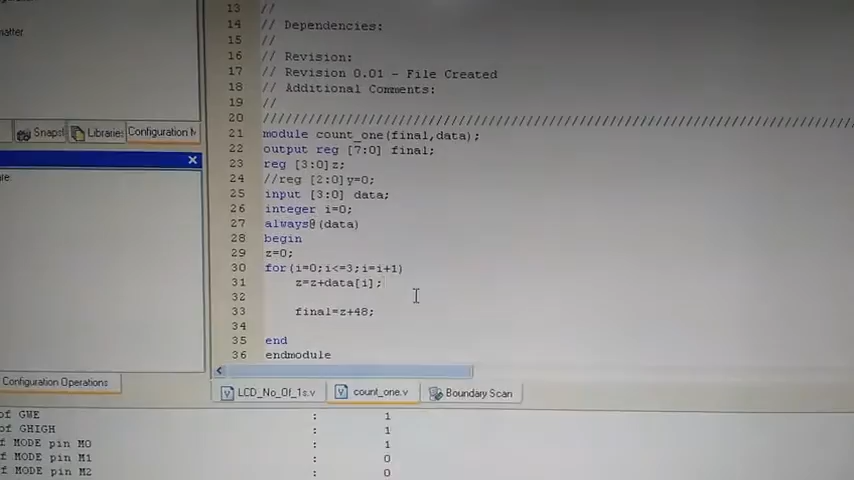 13 //
14 // Dependencies:
15 //
16 // Revision:
17 // Revision 0.01 - File Created
18 // Additional Comments:
19 //
20 ////////////////////////////////////////////////////////////////////////////////
21 module count_one(final,data);
22 output reg [7:0] final;
23 reg [3:0]z;
24 //reg [2:0]y=0;
25 input [3:0] data;
26 integer i=0;
27 always@(data)
28 begin
29 z=0;
30 for(i=0;i<=3;i=i+1)
31 z=z+data[i];
32
33 final=z+48;
34
35 end
36 endmodule
Libraries
Configuration
Configuration Operations
LCD_No_Of_1s.v
count_one.v
Boundary Scan
of GWE : 1
of GHIGH : 1
f MODE pin M0 : 1
f MODE pin M1 : 0
f MODE pin M2 : 0